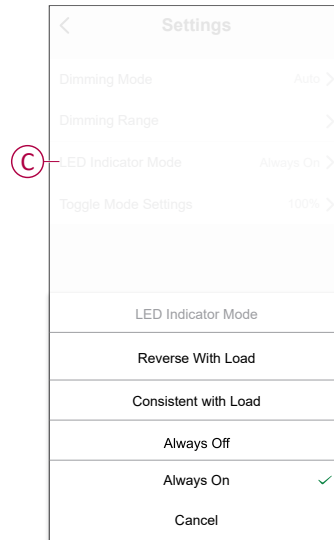 Settings
Dimming Mode Auto
Dimming Range
C LED Indicator Mode Always On
Toggle Mode Settings 100%
LED Indicator Mode
Reverse With Load
Consistent with Load
Always Off
Always On
Cancel